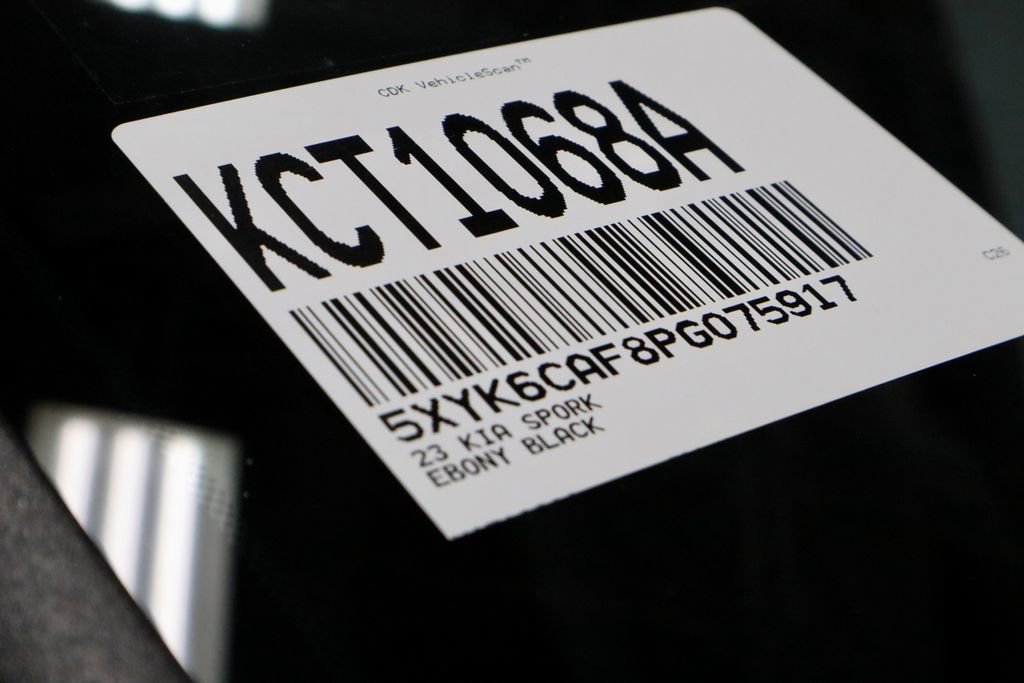 CDK VehicleScan™
KCT1068A
5XYK6CAF8PG075917
23 KIA SPORK
EBONY BLACK
C26